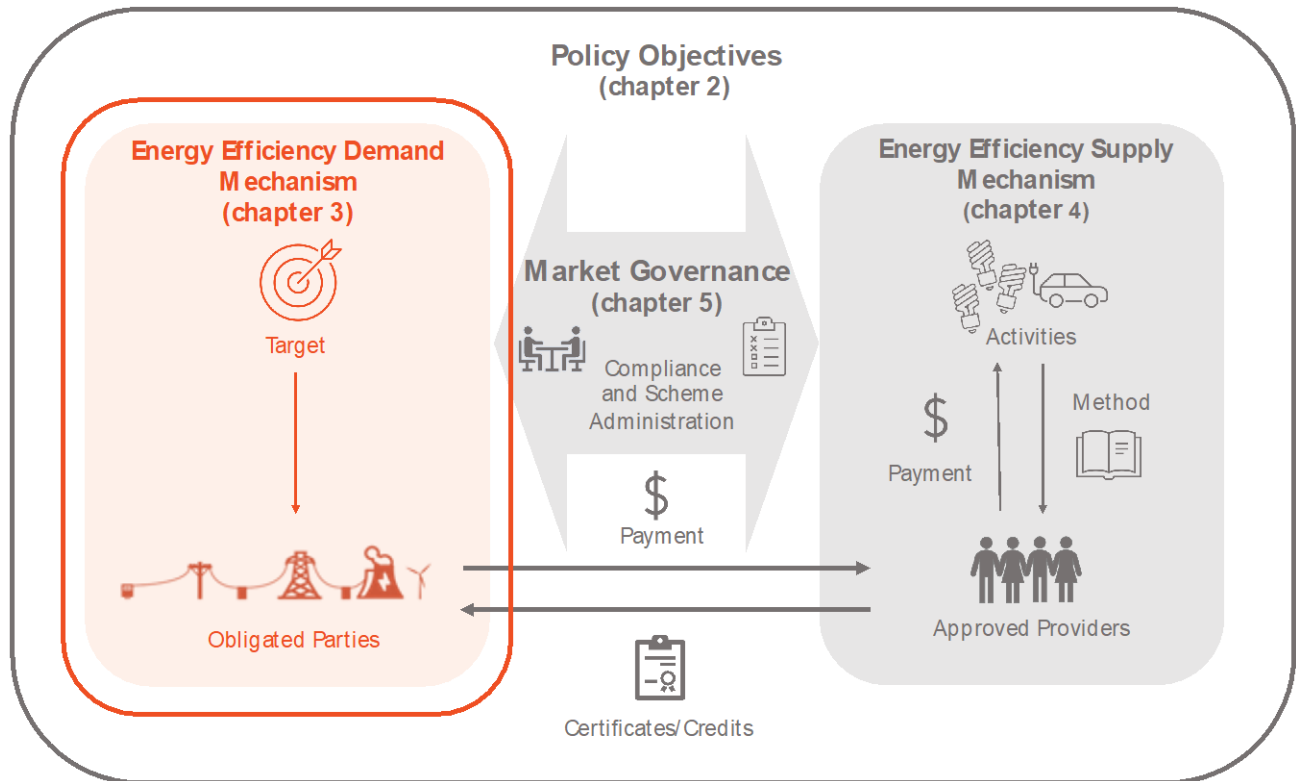 Policy Objectives
(chapter 2)
Energy Efficiency Demand
Mechanism
(chapter 3)
Target
Obligated Parties
Market Governance
(chapter 5)
Compliance
and Scheme
Administration
$
Payment
Certificates/Credits
Energy Efficiency Supply
Mechanism
(chapter 4)
Activities
$
Payment
Method
Approved Providers